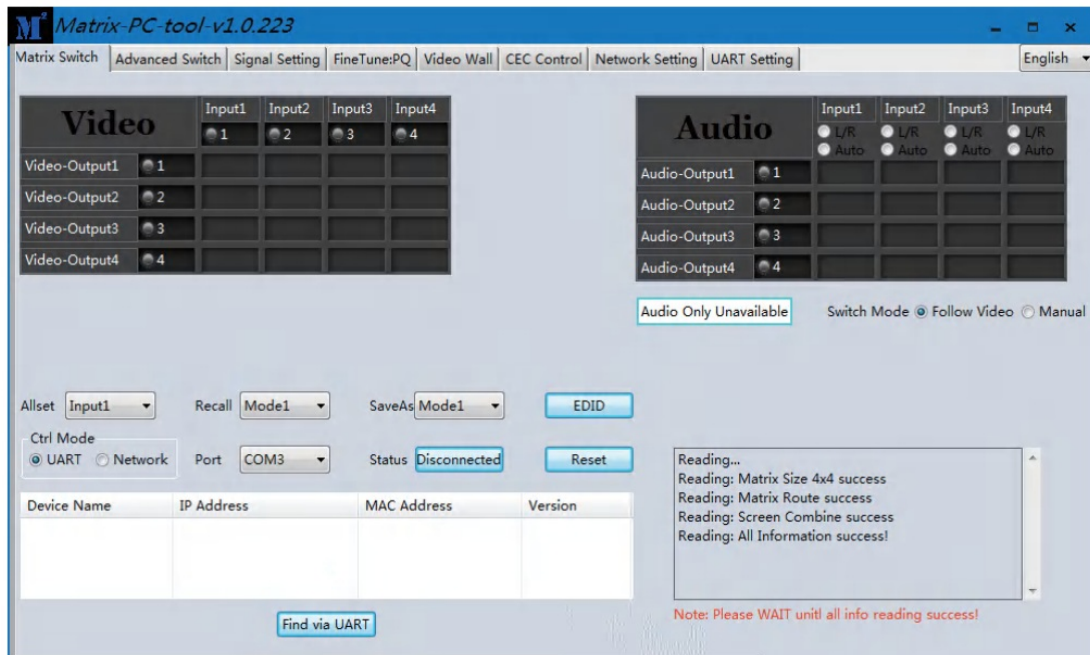 M² Matrix-PC-tool-v1.0.223
Matrix Switch Advanced Switch Signal Setting FineTune:PQ Video Wall CEC Control Network Setting UART Setting English
Video Input1 Input2 Input3 Input4
1 2 3 4
Video-Output1 1
Video-Output2 2
Video-Output3 3
Video-Output4 4
Audio Input1 Input2 Input3 Input4
L/R L/R L/R L/R
Auto Auto Auto Auto
Audio-Output1 1
Audio-Output2 2
Audio-Output3 3
Audio-Output4 4
Audio Only Unavailable Switch Mode Follow Video Manual
Allset Input1 Recall Mode1 SaveAs Mode1 EDID
Ctrl Mode
UART Network Port COM3 Status Disconnected Reset
Device Name IP Address MAC Address Version
Find via UART
Reading...
Reading: Matrix Size 4x4 success
Reading: Matrix Route success
Reading: Screen Combine success
Reading: All Information success!
Note: Please WAIT unitl all info reading success!